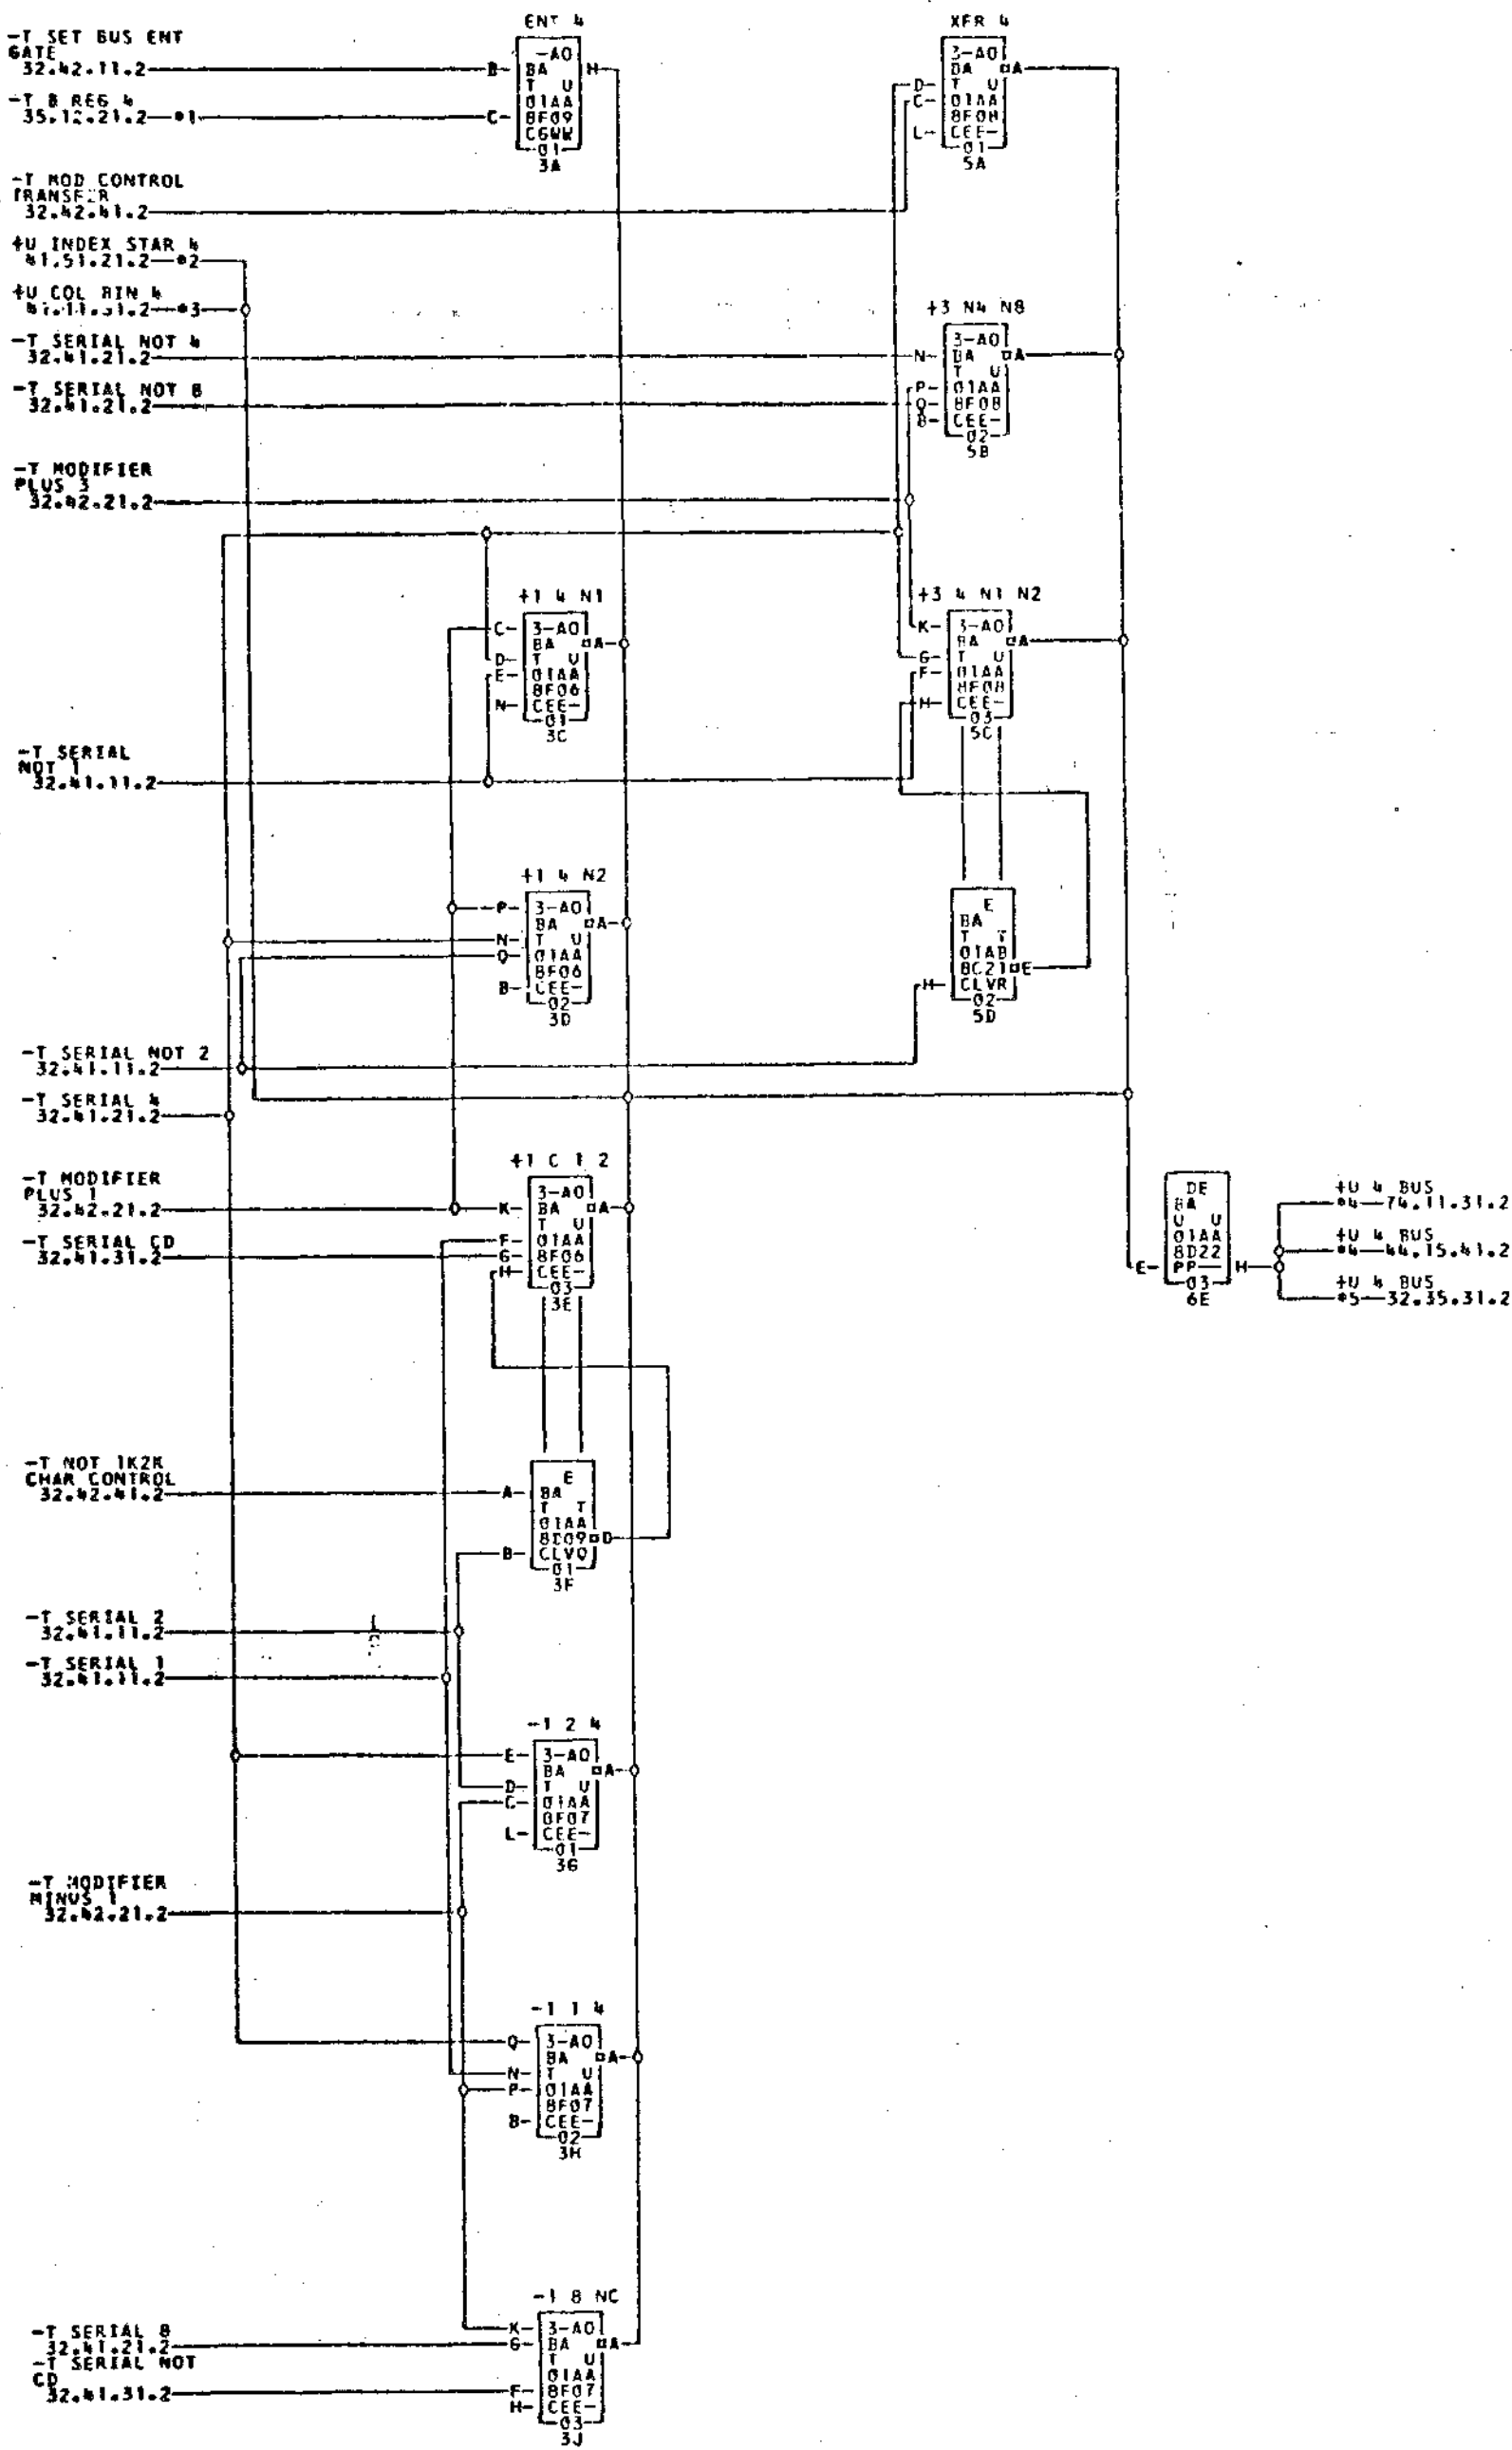 -T SET BUS ENT
GATE
32.42.11.2
-T B REG 4
35.12.21.2—*1
-T MOD CONTROL
TRANSFER
32.42.41.2
+U INDEX STAR 4
41.51.21.2—*2
+U COL BIN 4
*3
-T SERIAL NOT 4
32.41.21.2
-T SERIAL NOT 8
32.41.21.2
-T MODIFIER
PLUS 3
32.42.21.2
-T SERIAL
NOT 1
32.41.11.2
-T SERIAL NOT 2
32.41.11.2
-T SERIAL 4
32.41.21.2
-T MODIFIER
PLUS 1
32.42.21.2
-T SERIAL CD
32.41.31.2
-T NOT 1K2K
CHAR CONTROL
32.42.41.2
-T SERIAL 2
32.41.11.2
-T SERIAL 1
32.41.11.2
-T MODIFIER
MINUS 1
32.42.21.2
-T SERIAL 8
32.41.21.2
-T SERIAL NOT
CD
32.41.31.2
ENT 4
-AO
B- BA H
T U
01AA
C- 8F09
CGWW
01
3A
+1 4 N1
C- 3-AO
BA A
D- T U
E- 01AA
8F06
N- CEE-
01
3C
+1 4 N2
P- 3-AO
BA A
N- T U
Q- 01AA
8F06
B- CEE-
02
3D
+1 C 1 2
3-AO
K- BA A
T U
F- 01AA
G- 8F06
H- CEE-
03
3E
E
A- BA
T T
01AA
8D09 D
B- CLVQ
01
3F
-1 2 4
E- 3-AO
BA A
D- T U
C- 01AA
8F07
L- CEE-
01
3G
-1 1 4
Q- 3-AO
BA A
N- T U
P- 01AA
8F07
B- CEE-
02
3H
-1 8 NC
K- 3-AO
G- BA A
T U
01AA
F- 8F07
H- CEE-
03
3J
XFR 4
3-AO
BA A
D- T U
C- 01AA
8F08
L- CEE-
01
5A
+3 N4 N8
3-AO
N- BA A
T U
P- 01AA
Q- 8F08
B- CEE-
02
5B
+3 4 N1 N2
K- 3-AO
BA A
G- T U
F- 01AA
8F08
H- CEE-
03
5C
E
BA
T T
01AB
8C21 E
H- CLVR
02
5D
DE
BA
U U
01AA
8D22
E- PP— H
03
6E
+U 4 BUS
*4—74.11.31.2
+U 4 BUS
*4—44.15.41.2
+U 4 BUS
*5—32.35.31.2